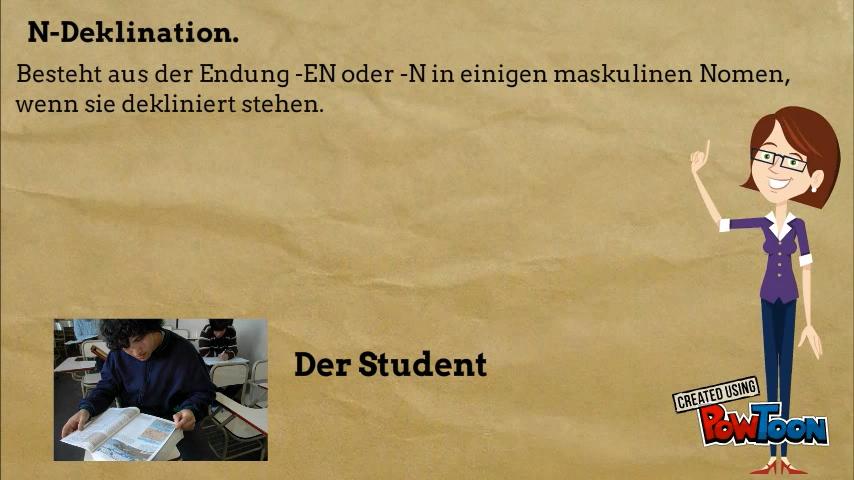 N-Deklination.
Besteht aus der Endung -EN oder -N in einigen maskulinen Nomen,
wenn sie dekliniert stehen.
Der Student
CREATED USING
POWTOON